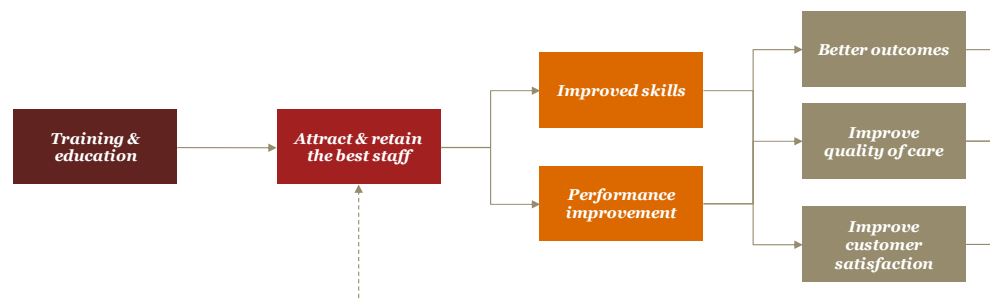 Training &
education
Attract & retain
the best staff
Improved skills
Performance
improvement
Better outcomes
Improve
quality of care
Improve
customer
satisfaction